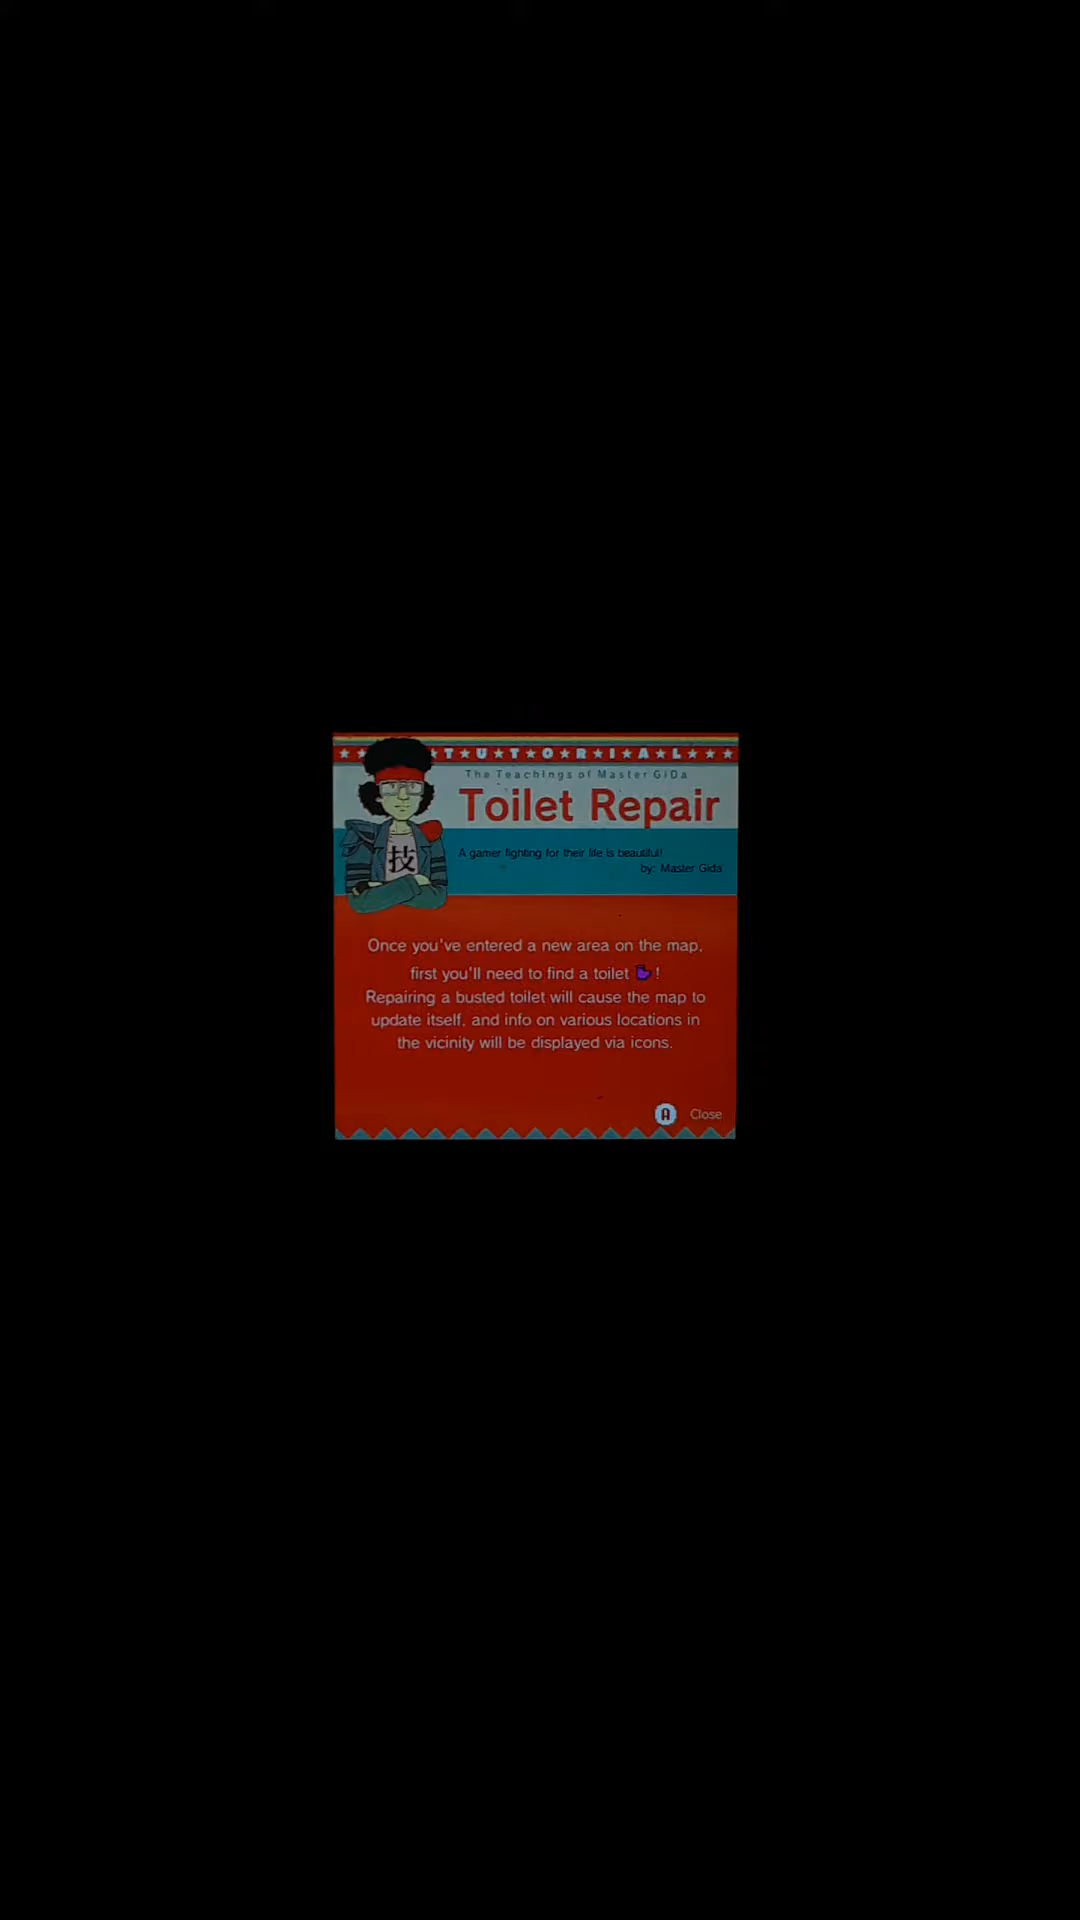 TUTORIAL
The Teachings of Master GiDa
Toilet Repair
A gamer fighting for their life is beautiful!
by: Master Gida
技
Once you've entered a new area on the map,
first you'll need to find a toilet !
Repairing a busted toilet will cause the map to
update itself, and info on various locations in
the vicinity will be displayed via icons.
A Close